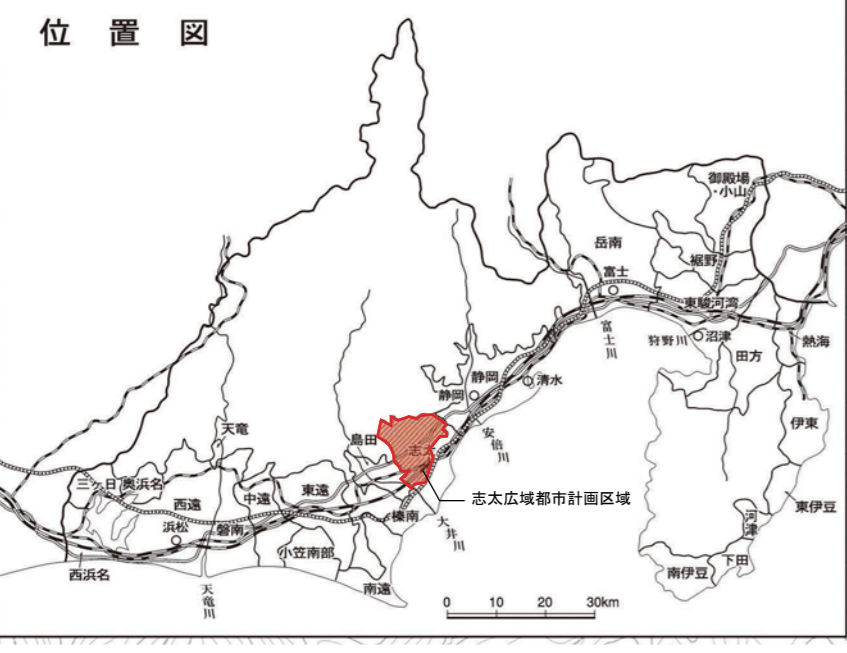 位置図
御殿場
・小山
岳南
裾野
富士
東駿河湾
富士川
狩野川
沼津
熱海
田方
静岡
静岡
清水
伊東
天竜
島田
志太
安倍川
三ヶ日
奥浜名
西遠
中遠
東遠
志太広域都市計画区域
東伊豆
浜松
磐南
榛南
大井川
河津
小笠南部
西浜名
南遠
天竜川
下田
南伊豆
0 10 20 30km